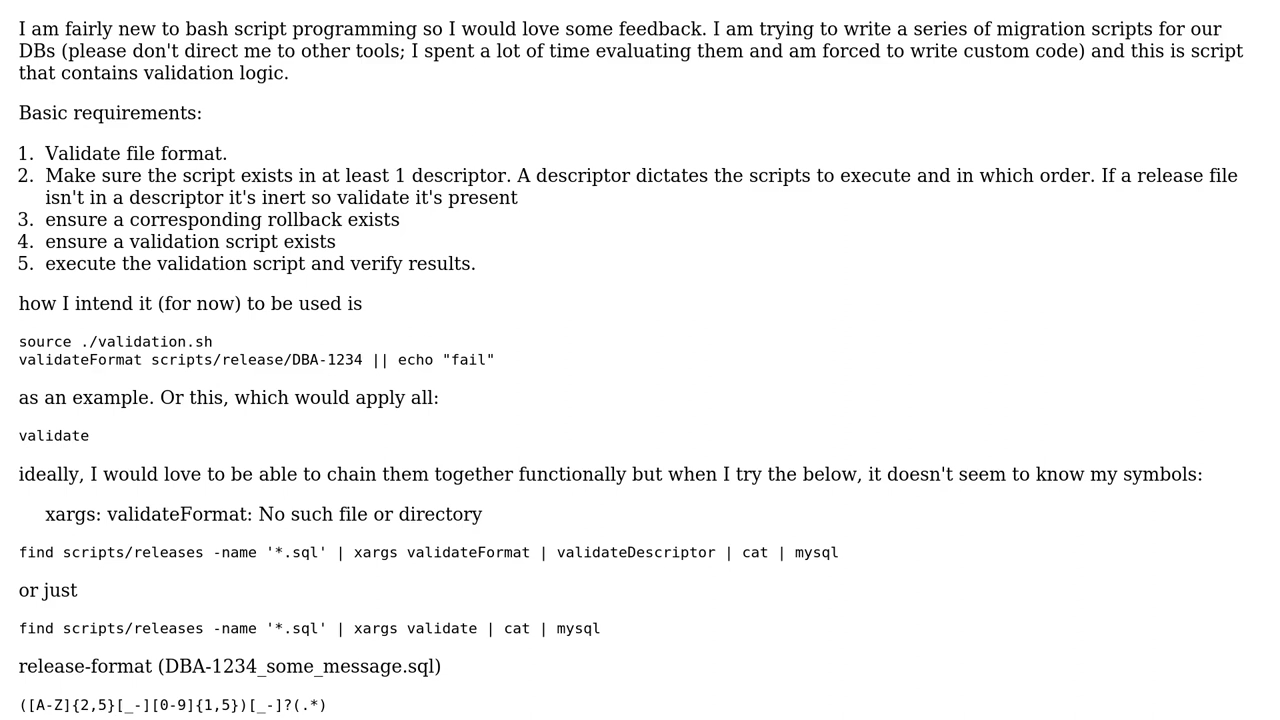 I am fairly new to bash script programming so I would love some feedback. I am trying to write a series of migration scripts for our
DBs (please don't direct me to other tools; I spent a lot of time evaluating them and am forced to write custom code) and this is script
that contains validation logic.
Basic requirements:
1. Validate file format.
2. Make sure the script exists in at least 1 descriptor. A descriptor dictates the scripts to execute and in which order. If a release file
isn't in a descriptor it's inert so validate it's present
3. ensure a corresponding rollback exists
4. ensure a validation script exists
5. execute the validation script and verify results.
how I intend it (for now) to be used is
source ./validation.sh
validateFormat scripts/release/DBA-1234 || echo "fail"
as an example. Or this, which would apply all:
validate
ideally, I would love to be able to chain them together functionally but when I try the below, it doesn't seem to know my symbols:
xargs: validateFormat: No such file or directory
find scripts/releases -name '*.sql' | xargs validateFormat | validateDescriptor | cat | mysql
or just
find scripts/releases -name '*.sql' | xargs validate | cat | mysql
release-format (DBA-1234_some_message.sql)
([A-Z]{2,5}[_-][0-9]{1,5})[_-]?(.*)